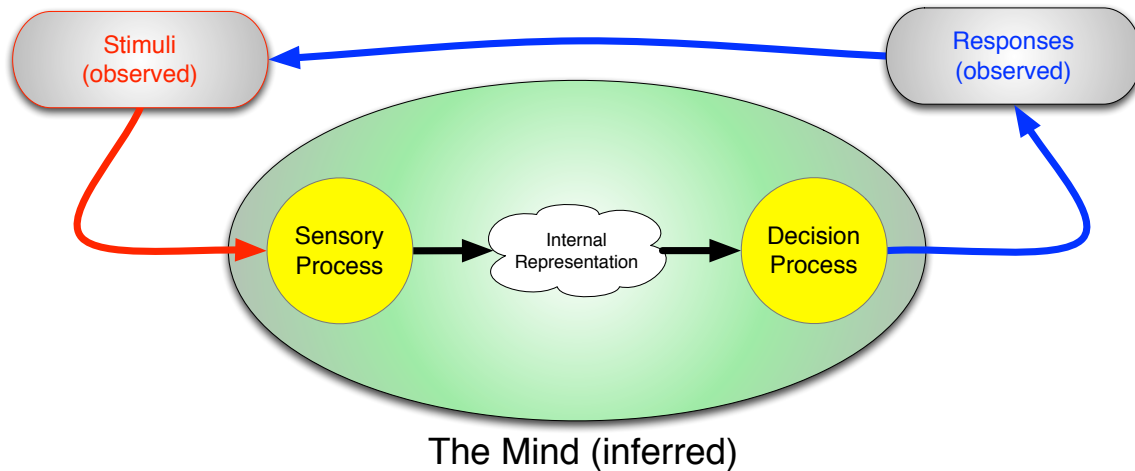 Stimuli
(observed)
Responses
(observed)
Sensory
Process
Internal
Representation
Decision
Process
The Mind (inferred)